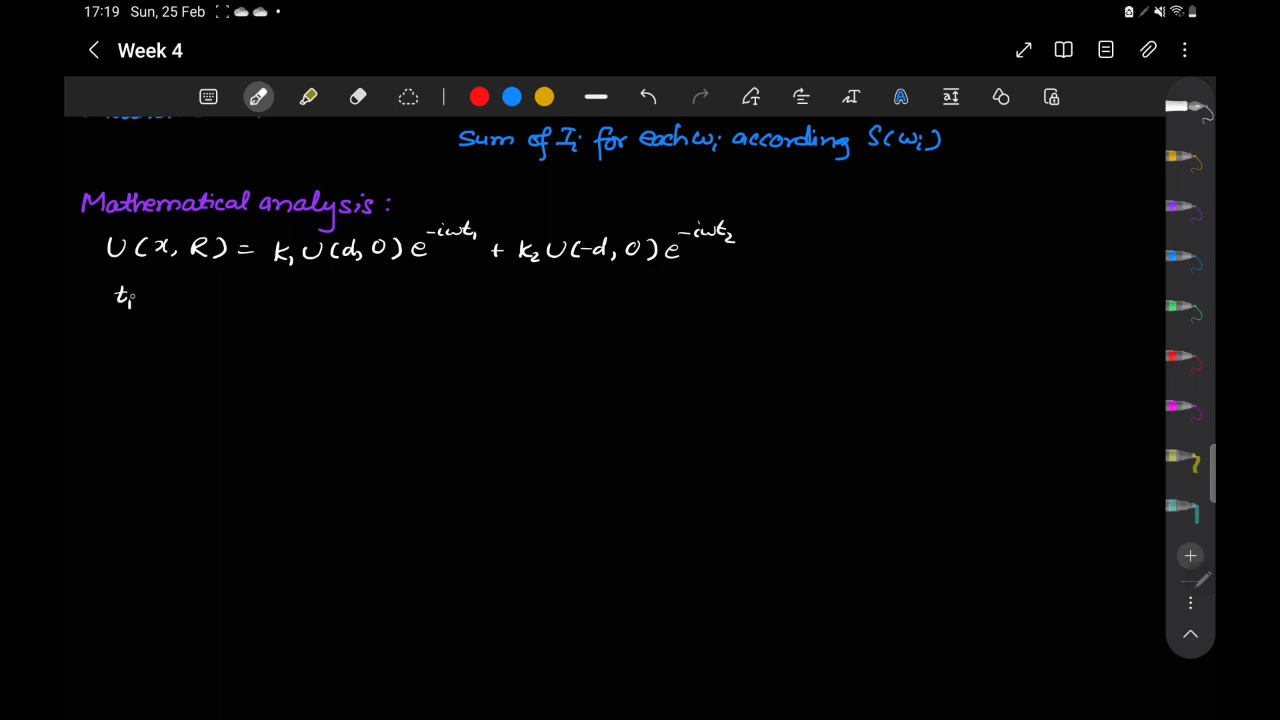 17:19 Sun, 25 Feb
Week 4
Sum of Iᵢ for each ωᵢ according S(ωᵢ)
Mathematical analysis :
U(x, R) = K₁ U(d, 0) e^{-iωt₁} + K₂ U(-d, 0) e^{-iωt₂}
t₁